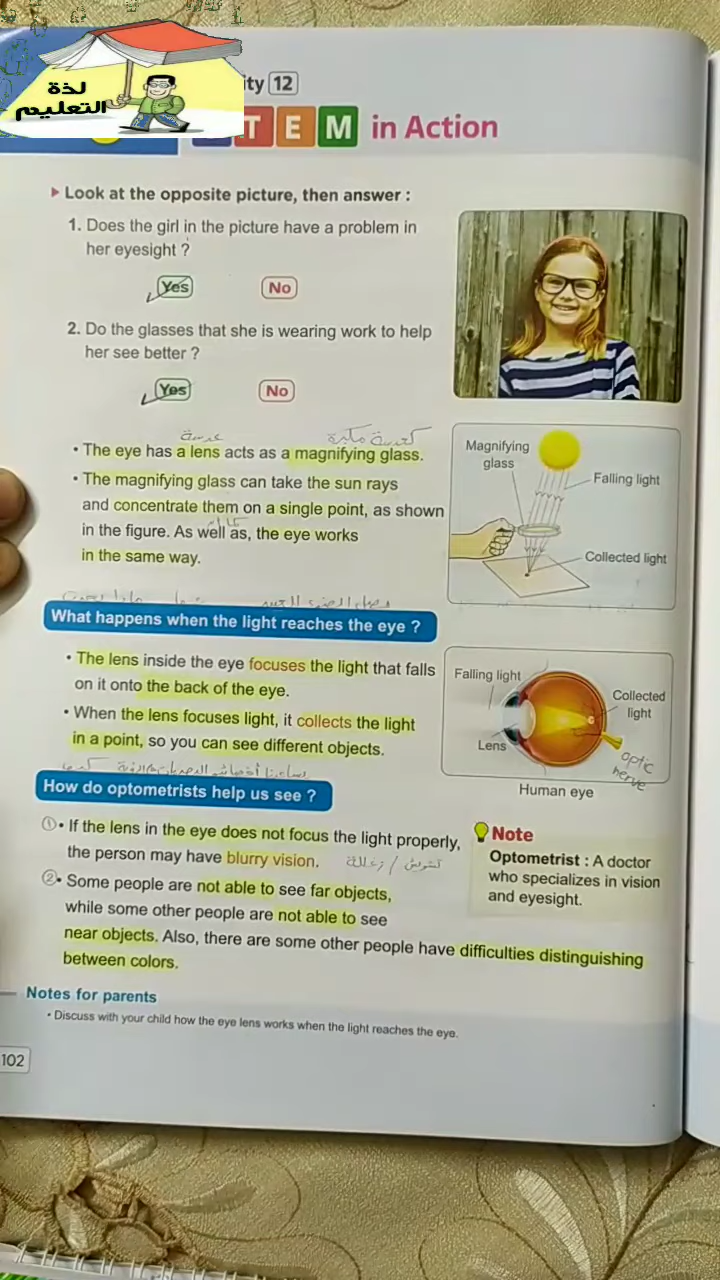 لذة
التعليم
ity 12
T E M in Action
Look at the opposite picture, then answer :
1. Does the girl in the picture have a problem in
her eyesight ?
Yes No
2. Do the glasses that she is wearing work to help
her see better ?
Yes No
عدسة
• The eye has a lens acts as a magnifying glass.
• The magnifying glass can take the sun rays
and concentrate them on a single point, as shown
in the figure. As well as, the eye works
in the same way.
Magnifying
glass
Falling light
Collected light
What happens when the light reaches the eye ?
• The lens inside the eye focuses the light that falls
on it onto the back of the eye.
• When the lens focuses light, it collects the light
in a point, so you can see different objects.
Falling light
Collected
light
Lens
optic
nerve
Human eye
How do optometrists help us see ?
① • If the lens in the eye does not focus the light properly,
the person may have blurry vision.
② • Some people are not able to see far objects,
while some other people are not able to see
near objects. Also, there are some other people have difficulties distinguishing
between colors.
Note
Optometrist : A doctor
who specializes in vision
and eyesight.
Notes for parents
• Discuss with your child how the eye lens works when the light reaches the eye.
102